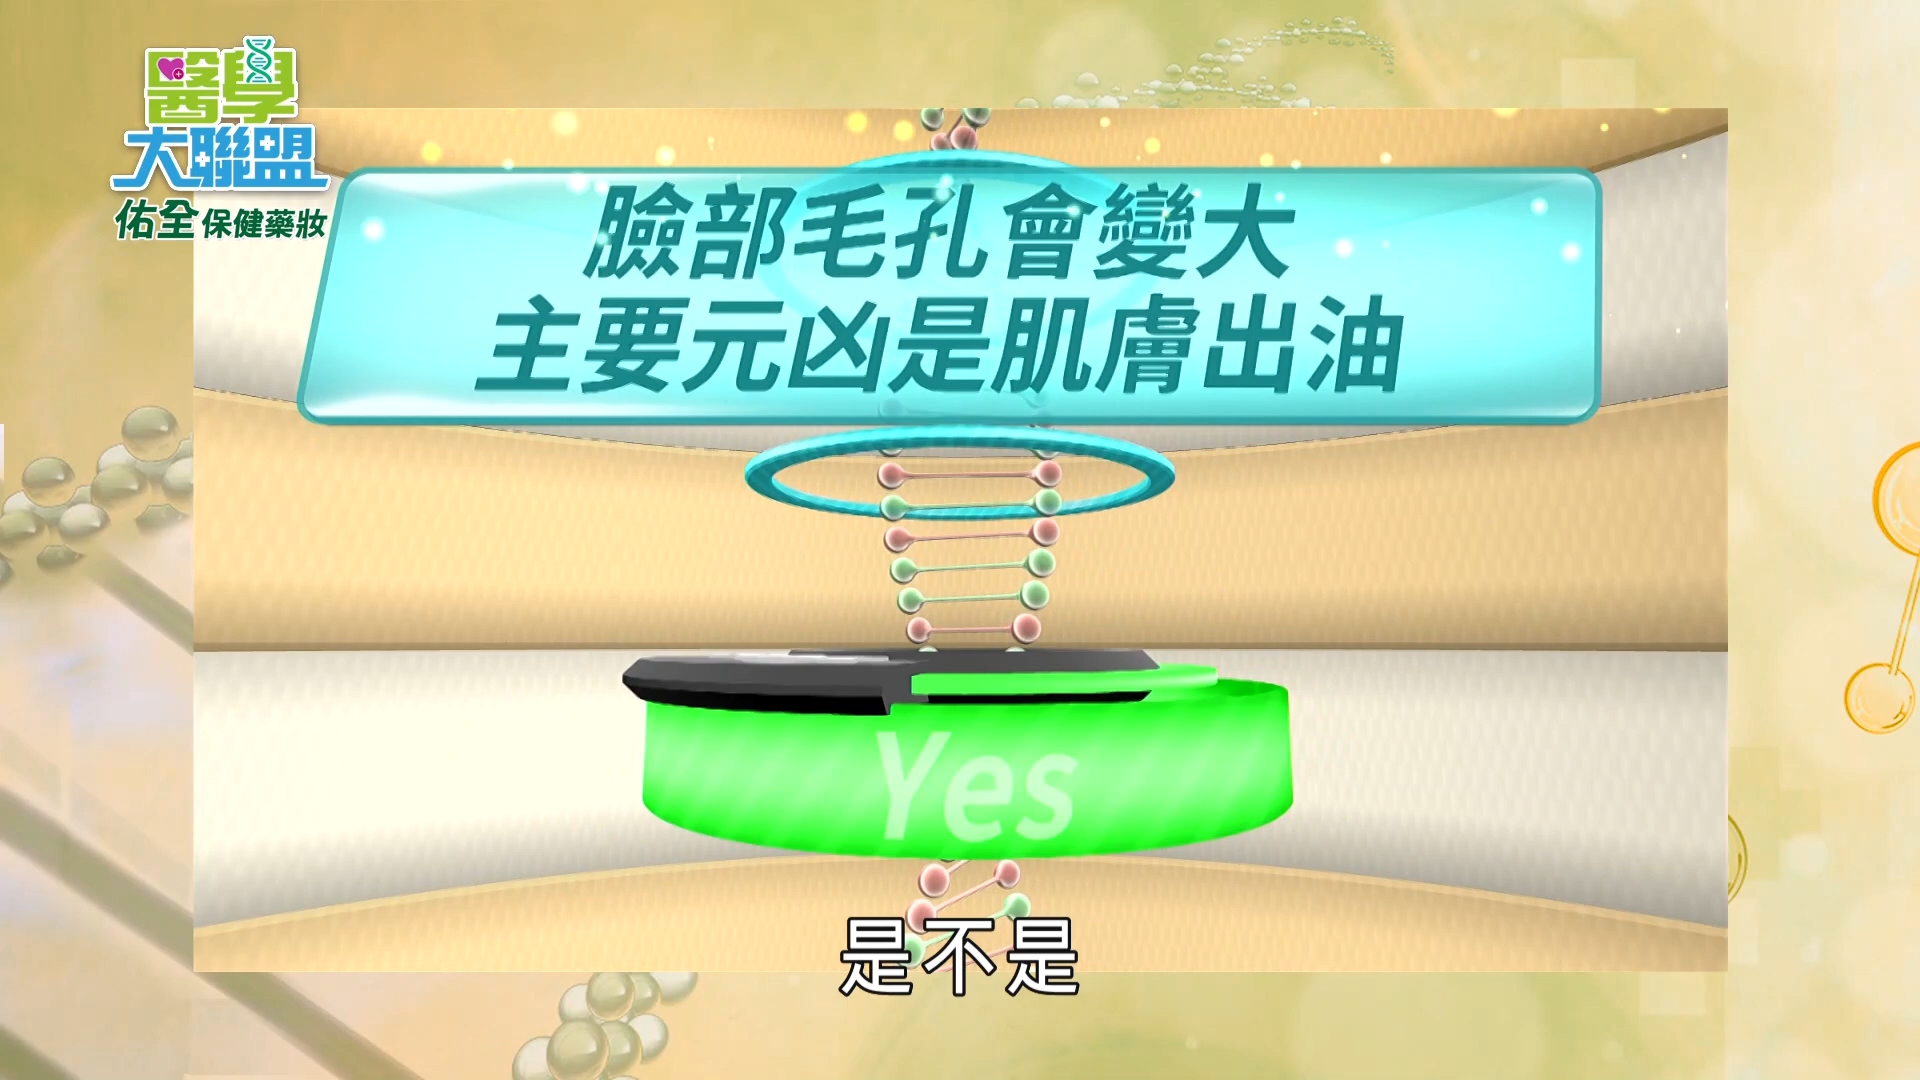 醫學
大聯盟
佑全保健藥妝
臉部毛孔會變大
主要元凶是肌膚出油
Yes
是不是